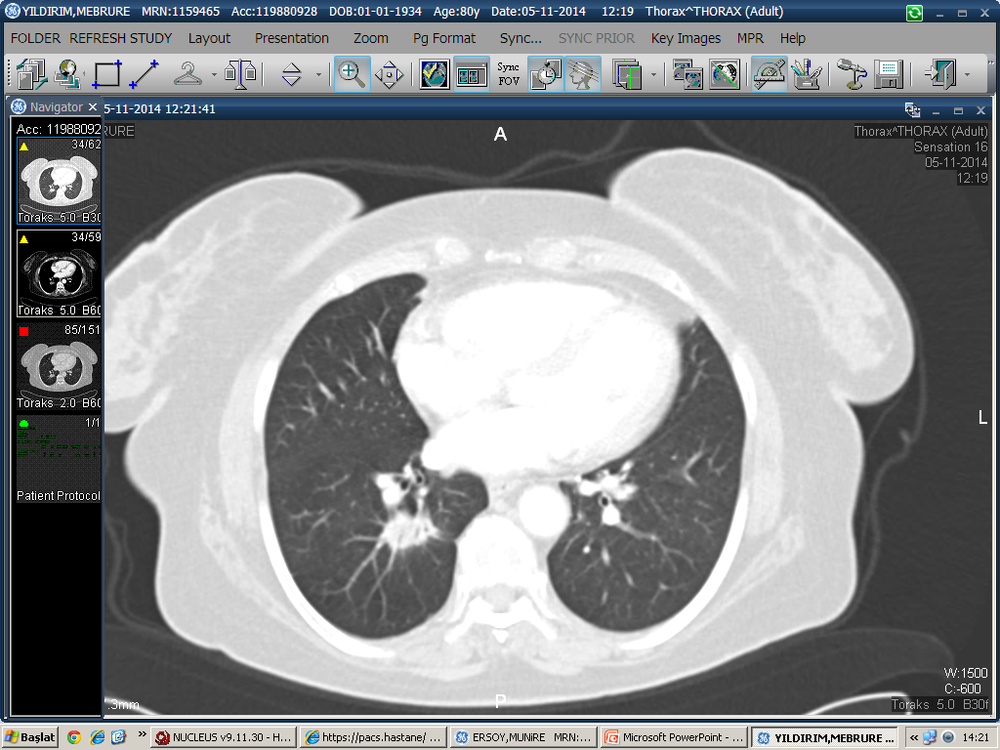 YILDIRIM,MEBRURE MRN:1159465 Acc:119880928 DOB:01-01-1934 Age:80y Date:05-11-2014 12:19 Thorax^THORAX (Adult)
FOLDER REFRESH STUDY Layout Presentation Zoom Pg Format Sync... SYNC PRIOR Key Images MPR Help
Sync
FOV
Navigator
5-11-2014 12:21:41
Acc: 11988092
34/62
Toraks 5.0 B30
34/59
Toraks 5.0 B60
85/151
Toraks 2.0 B60
1/1
Patient Protocol
RURE
A
Thorax^THORAX (Adult)
Sensation 16
05-11-2014
12:19
L
W:1500
C:-600
Toraks 5.0 B30f
.3mm
P
Başlat
NUCLEUS v9.11.30 - H...
https://pacs.hastane/ ...
ERSOY,MUNiRE MRN:...
Microsoft PowerPoint - ...
YILDIRIM,MEBRURE ...
14:21